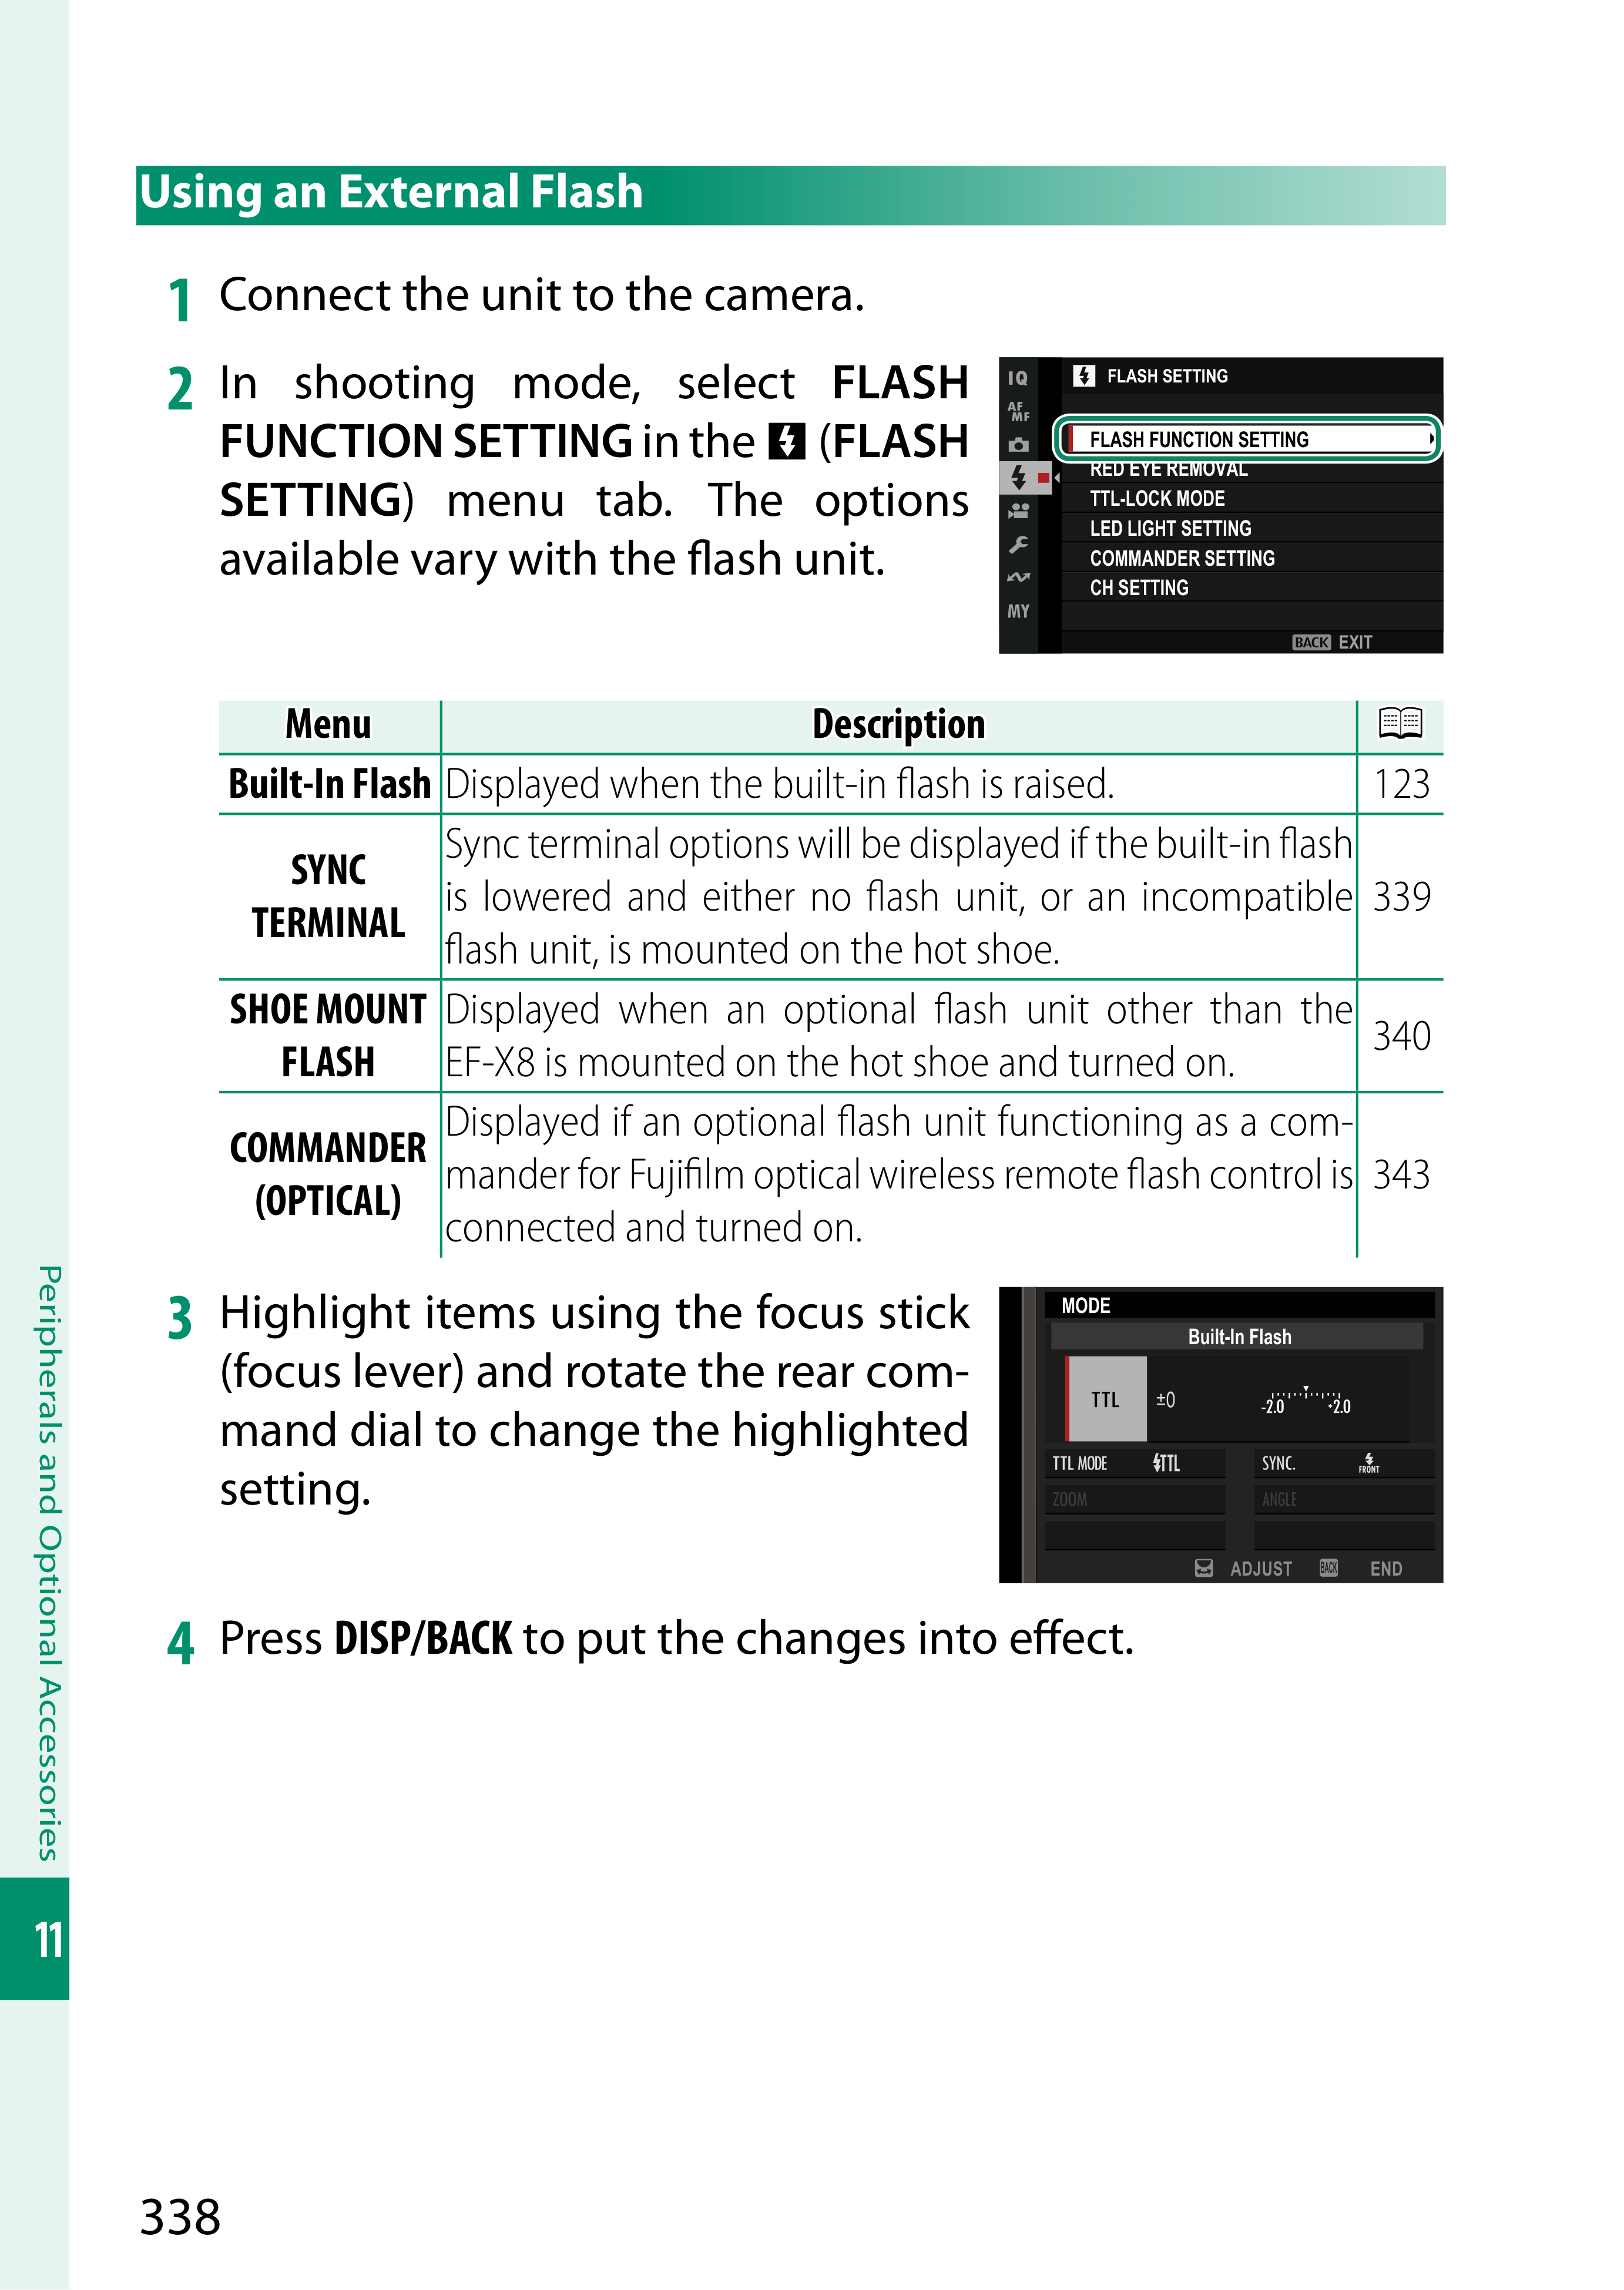 Using an External Flash
1 Connect the unit to the camera.
2 In shooting mode, select FLASH
FUNCTION SETTING in the (FLASH
SETTING) menu tab. The options
available vary with the flash unit.
IQ
AF
MF
MY
FLASH SETTING
FLASH FUNCTION SETTING
RED EYE REMOVAL
TTL-LOCK MODE
LED LIGHT SETTING
COMMANDER SETTING
CH SETTING
BACK EXIT
Menu Description
Built-In Flash Displayed when the built-in flash is raised. 123
SYNC
TERMINAL
Sync terminal options will be displayed if the built-in flash
is lowered and either no flash unit, or an incompatible
flash unit, is mounted on the hot shoe.
339
SHOE MOUNT
FLASH
Displayed when an optional flash unit other than the
EF-X8 is mounted on the hot shoe and turned on.
340
COMMANDER
(OPTICAL)
Displayed if an optional flash unit functioning as a com-
mander for Fujifilm optical wireless remote flash control is
connected and turned on.
343
3 Highlight items using the focus stick
(focus lever) and rotate the rear com-
mand dial to change the highlighted
setting.
MODE
Built-In Flash
TTL ±0 -2.0 +2.0
TTL MODE TTL SYNC. FRONT
ZOOM ANGLE
ADJUST BACK END
4 Press DISP/BACK to put the changes into effect.
Peripherals and Optional Accessories
11
338